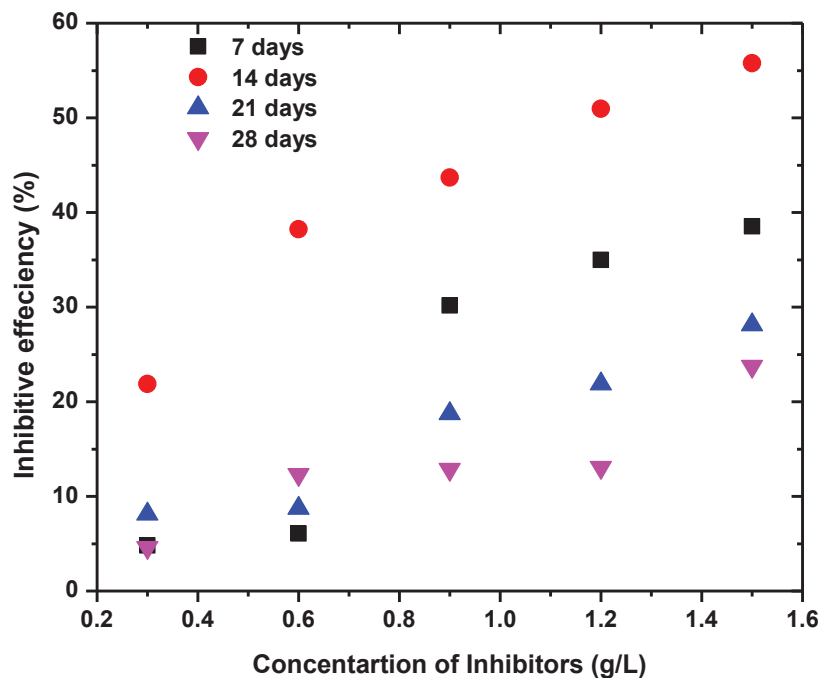 60
50
40
30
20
10
0
Inhibitive effeciency (%)
7 days
14 days
21 days
28 days
0.2 0.4 0.6 0.8 1.0 1.2 1.4 1.6
Concentartion of Inhibitors (g/L)